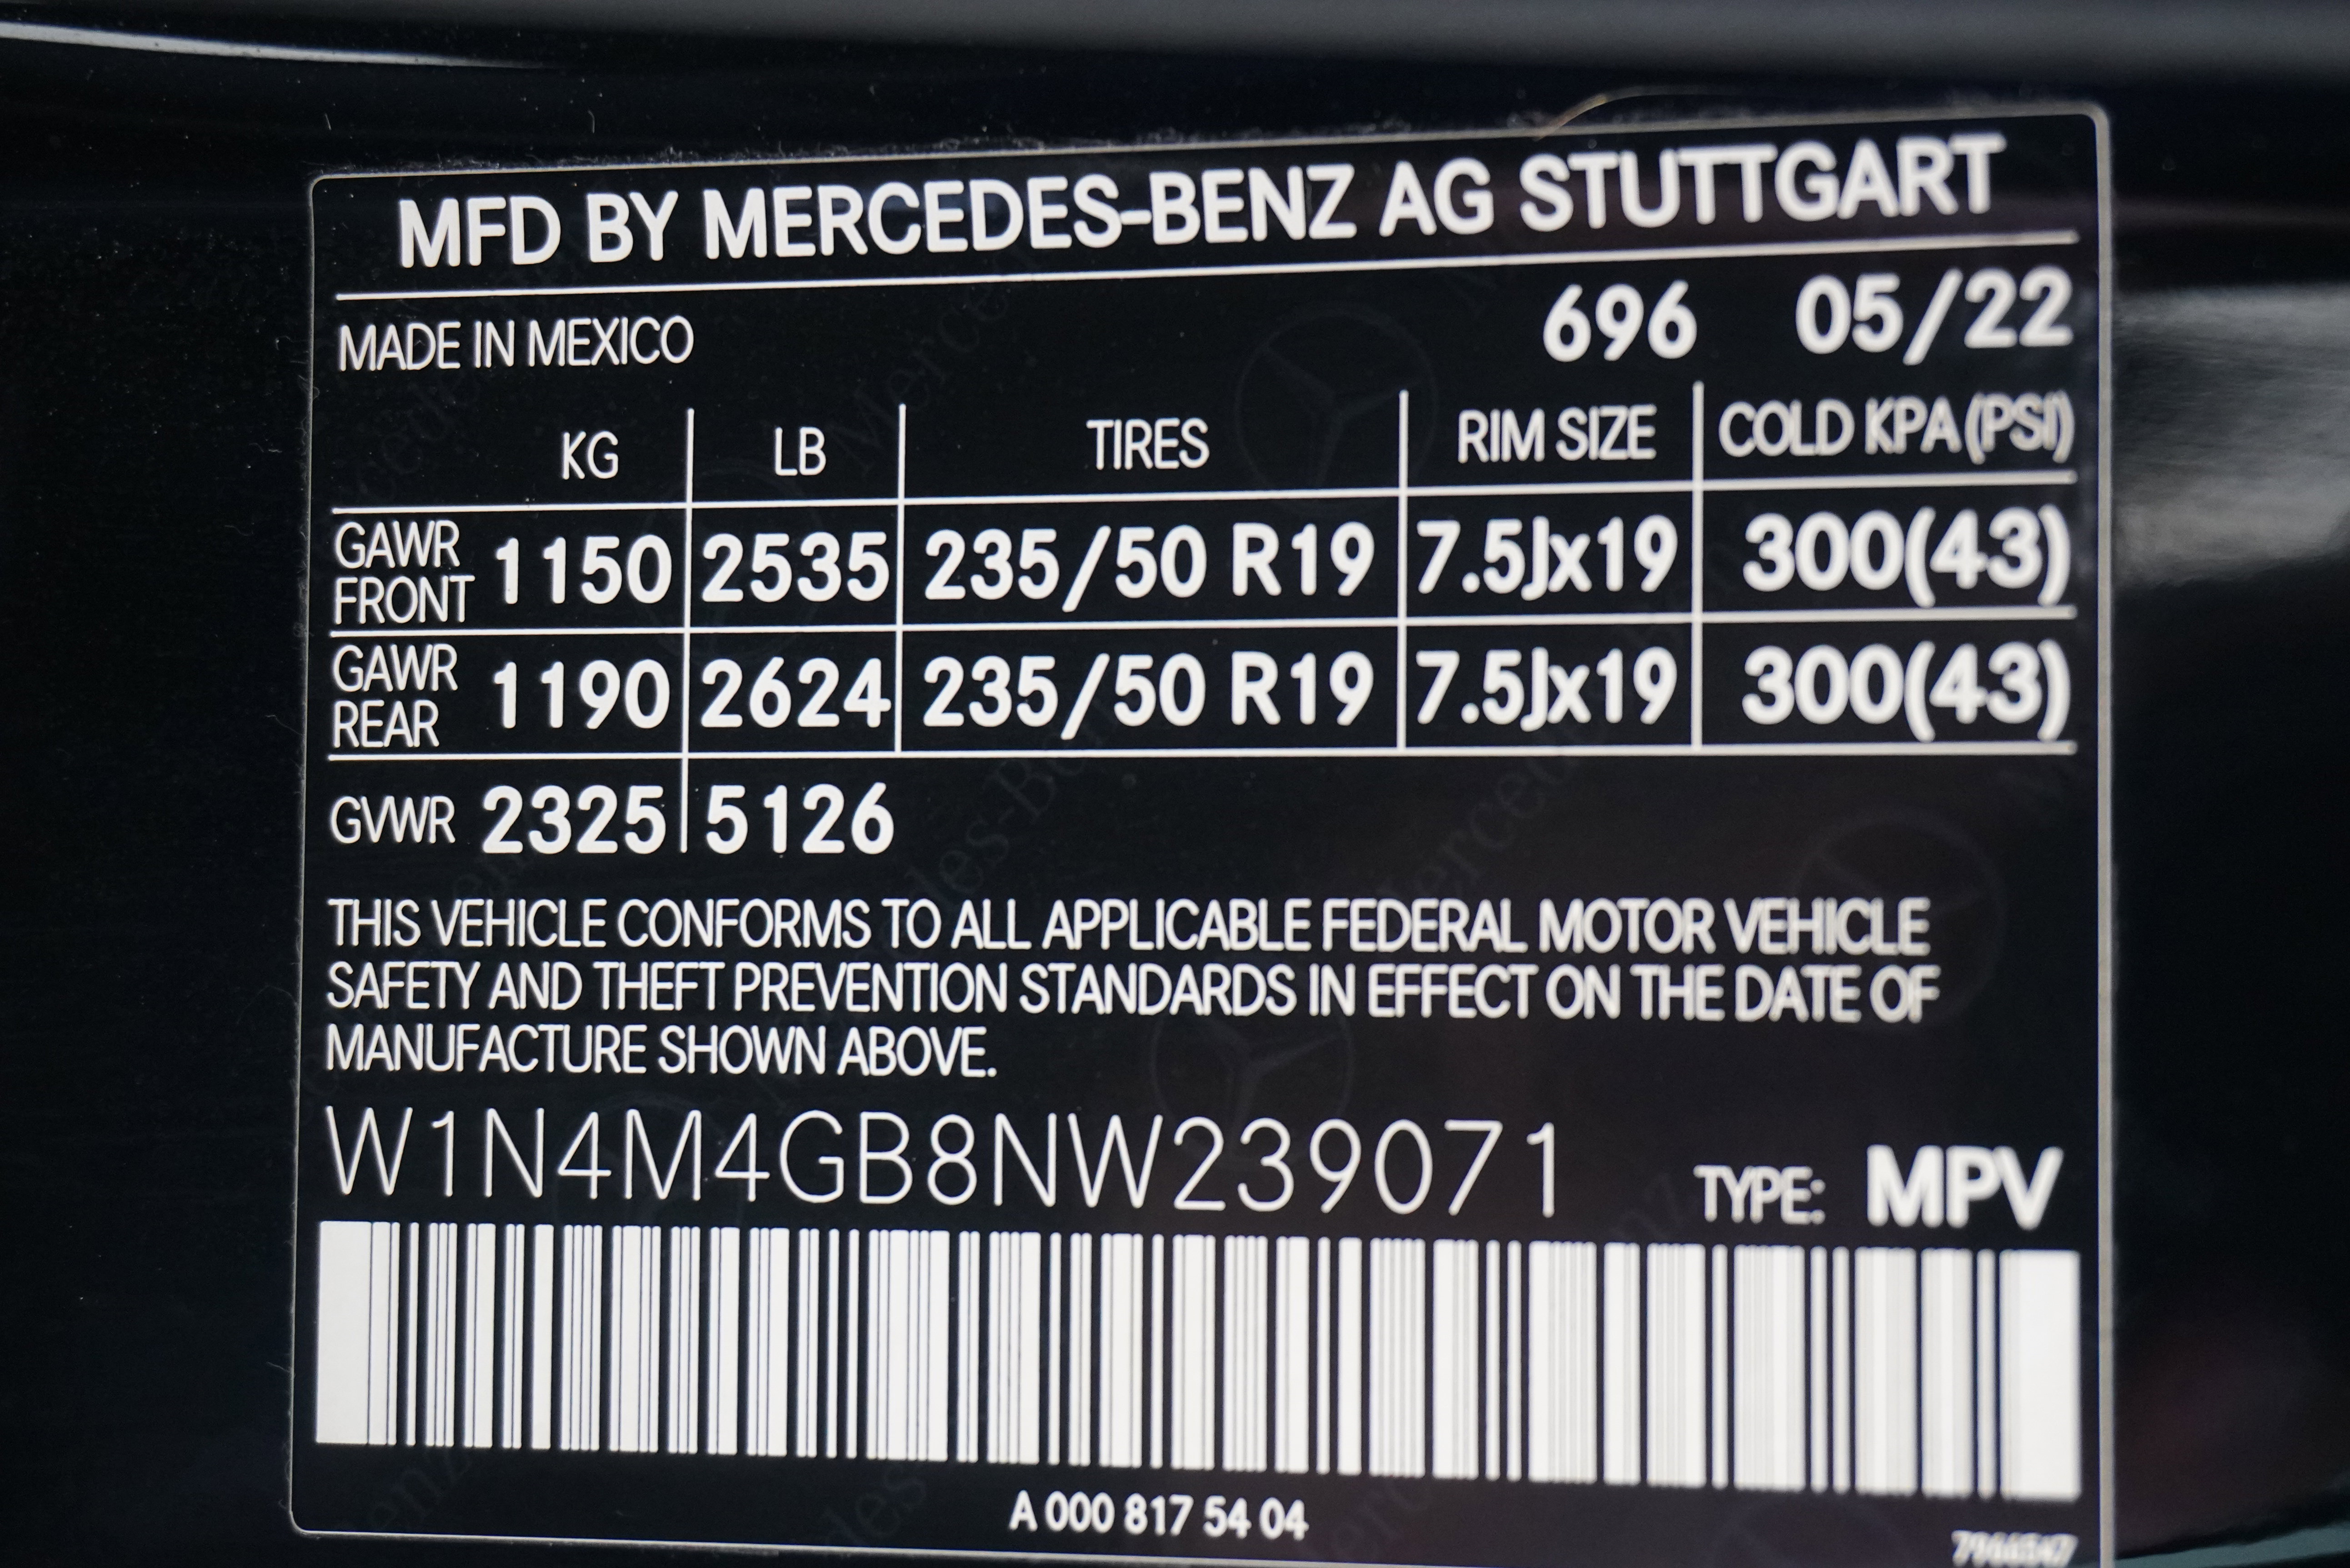 MFD BY MERCEDES-BENZ AG STUTTGART
MADE IN MEXICO 696 05/22
KG LB TIRES RIM SIZE COLD KPA (PSI)
GAWR FRONT 1150 2535 235/50 R19 7.5Jx19 300(43)
GAWR REAR 1190 2624 235/50 R19 7.5Jx19 300(43)
GVWR 2325 5126
THIS VEHICLE CONFORMS TO ALL APPLICABLE FEDERAL MOTOR VEHICLE
SAFETY AND THEFT PREVENTION STANDARDS IN EFFECT ON THE DATE OF
MANUFACTURE SHOWN ABOVE.
W1N4M4GB8NW239071 TYPE: MPV
A 000 817 54 04